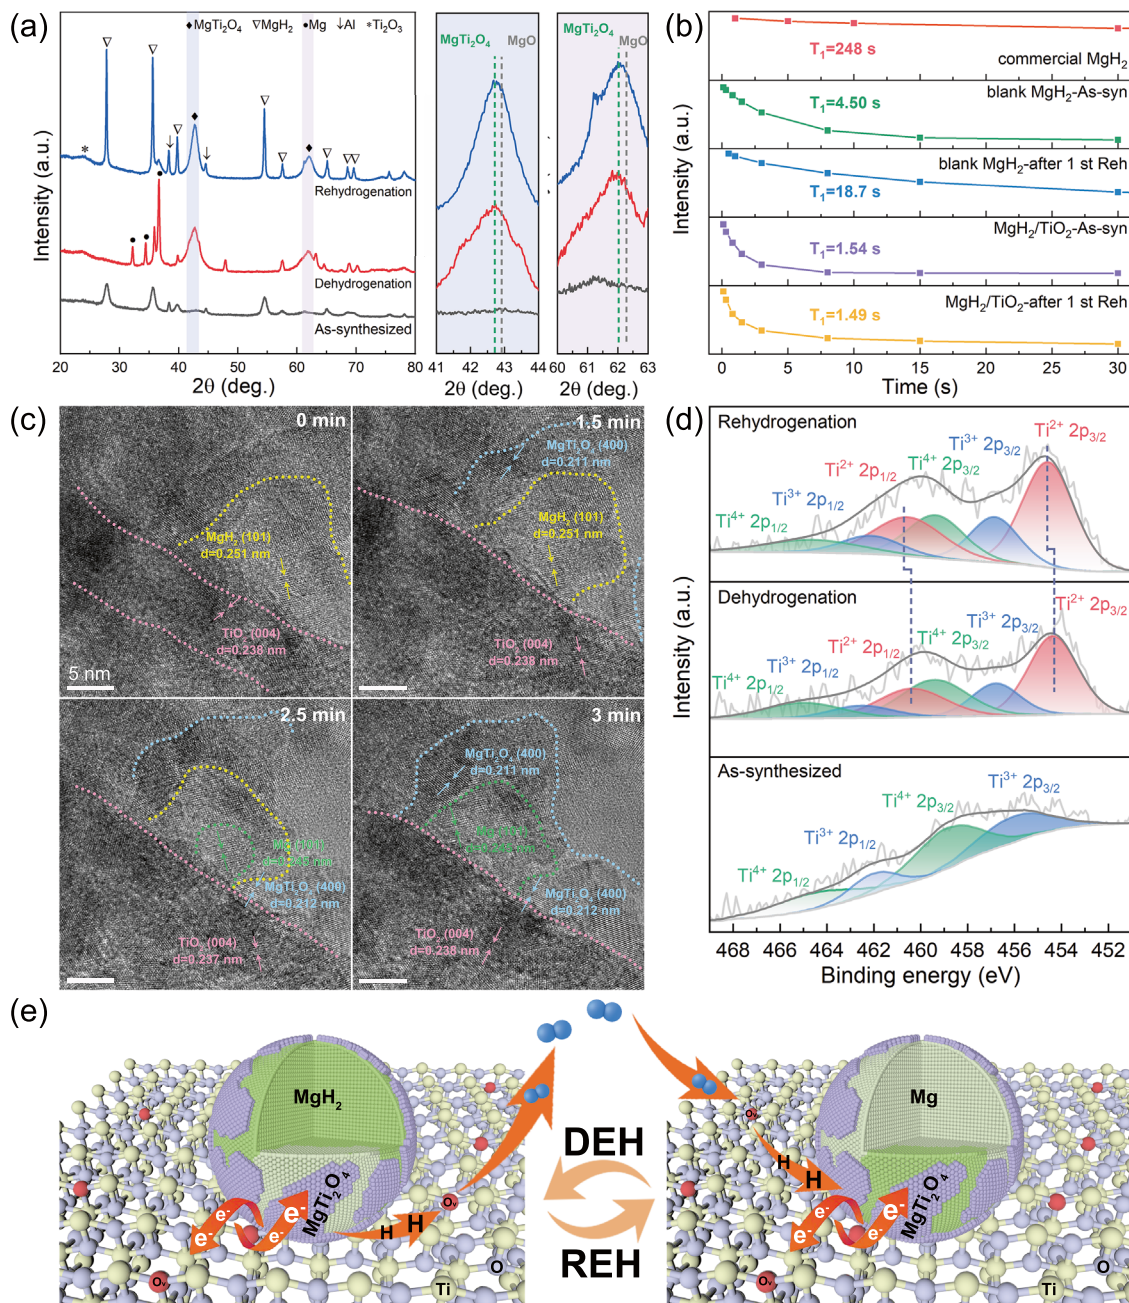 (a)
◆MgTi₂O₄ ▽MgH₂ ●Mg ↓Al *Ti₂O₃
Rehydrogenation
Dehydrogenation
As-synthesized
Intensity (a.u.)
20 30 40 50 60 70 80
2θ (deg.)
MgTi₂O₄
MgO
41 42 43 44
2θ (deg.)
MgTi₂O₄
MgO
60 61 62 63
2θ (deg.)
(b)
T₁=248 s
commercial MgH₂
blank MgH₂-As-syn
T₁=4.50 s
blank MgH₂-after 1 st Reh
T₁=18.7 s
MgH₂/TiO₂-As-syn
T₁=1.54 s
MgH₂/TiO₂-after 1 st Reh
T₁=1.49 s
Intensity (a.u.)
0 5 10 15 20 25 30
Time (s)
(c)
0 min
MgH₂ (101)
d=0.251 nm
TiO₂ (004)
d=0.238 nm
5 nm
1.5 min
MgTi₂O₄ (400)
d=0.211 nm
MgH₂ (101)
d=0.251 nm
TiO₂ (004)
d=0.238 nm
2.5 min
Mg (101)
MgTi₂O₄ (400)
d=0.212 nm
TiO₂ (004)
d=0.237 nm
3 min
MgTi₂O₄ (400)
d=0.211 nm
Mg (101)
MgTi₂O₄ (400)
d=0.212 nm
TiO₂ (004)
d=0.238 nm
(d)
Rehydrogenation
Ti²⁺ 2p₃/₂
Ti³⁺ 2p₃/₂
Ti⁴⁺ 2p₃/₂
Ti²⁺ 2p₁/₂
Ti³⁺ 2p₁/₂
Ti⁴⁺ 2p₁/₂
Dehydrogenation
Ti²⁺ 2p₃/₂
Ti³⁺ 2p₃/₂
Ti⁴⁺ 2p₃/₂
Ti²⁺ 2p₁/₂
Ti³⁺ 2p₁/₂
Ti⁴⁺ 2p₁/₂
As-synthesized
Ti³⁺ 2p₃/₂
Ti⁴⁺ 2p₃/₂
Ti³⁺ 2p₁/₂
Ti⁴⁺ 2p₁/₂
Intensity (a.u.)
468 466 464 462 460 458 456 454 452
Binding energy (eV)
(e)
MgH₂
MgTi₂O₄
e⁻
e⁻
e⁻
e⁻
H
H
Oᵥ
Oᵥ
Ti
O
DEH
REH
Mg
MgTi₂O₄
Oᵥ
H
H
e⁻
e⁻
e⁻
e⁻
Oᵥ
Ti
O